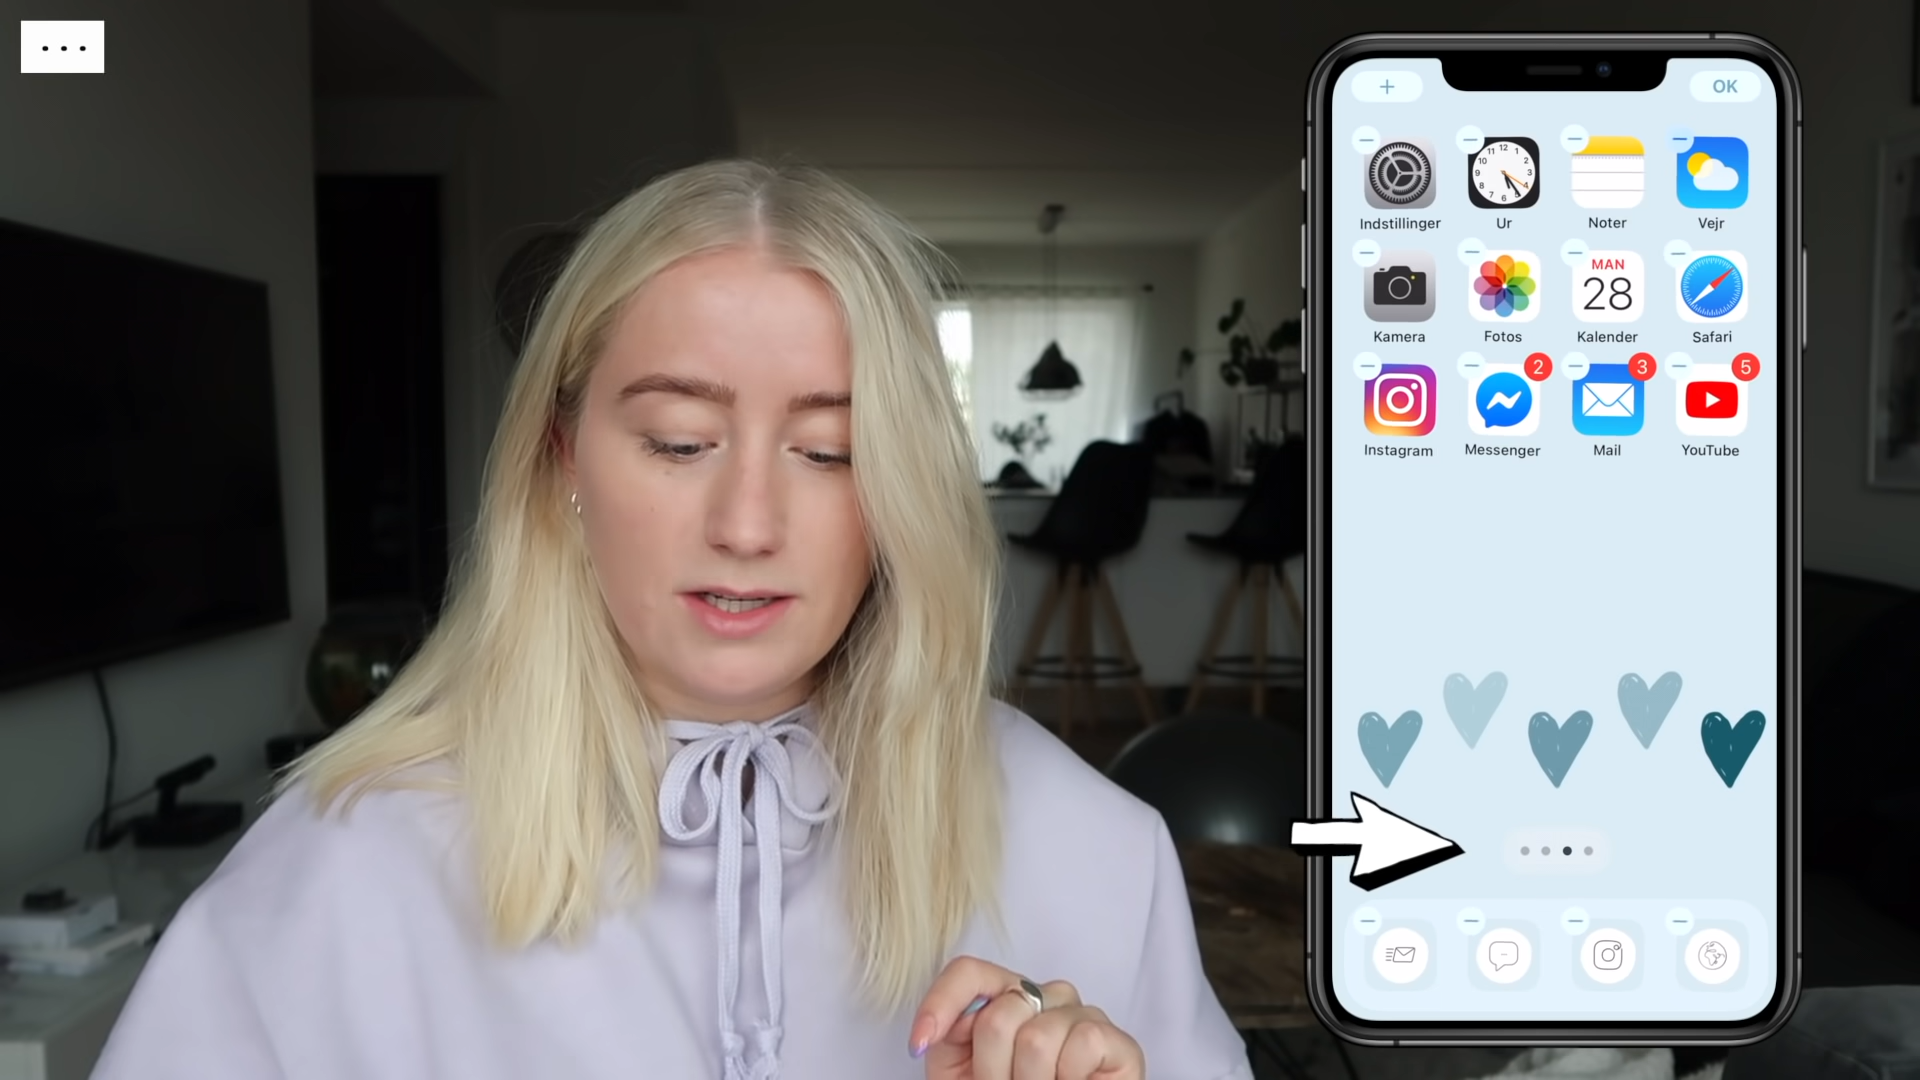 ...
+ OK
Indstillinger Ur Noter Vejr
MAN
28
Kamera Fotos Kalender Safari
2 3 5
Instagram Messenger Mail YouTube